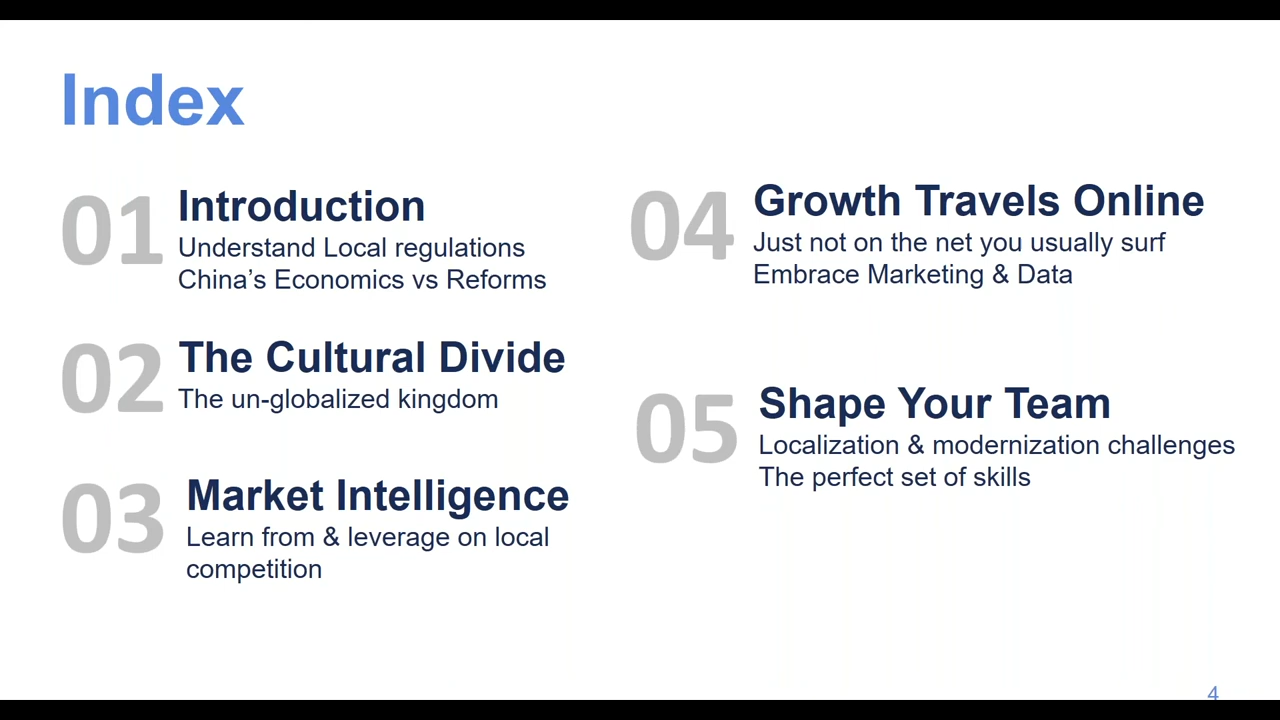 Index
01
Introduction
Understand Local regulations
China’s Economics vs Reforms
02
The Cultural Divide
The un-globalized kingdom
03
Market Intelligence
Learn from & leverage on local
competition
04
Growth Travels Online
Just not on the net you usually surf
Embrace Marketing & Data
05
Shape Your Team
Localization & modernization challenges
The perfect set of skills
4